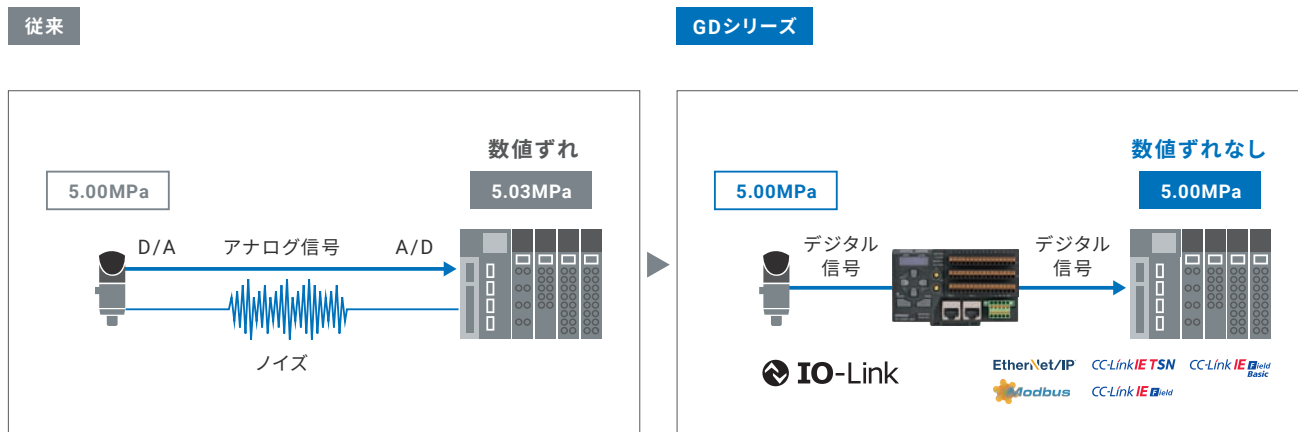 従来
数値ずれ
5.00MPa
5.03MPa
D/A
アナログ信号
A/D
ノイズ
GDシリーズ
数値ずれなし
5.00MPa
5.00MPa
デジタル
信号
デジタル
信号
IO-Link
EtherNet/IP
CC-Link IE TSN
CC-Link IE Field
Basic
Modbus
CC-Link IE Field